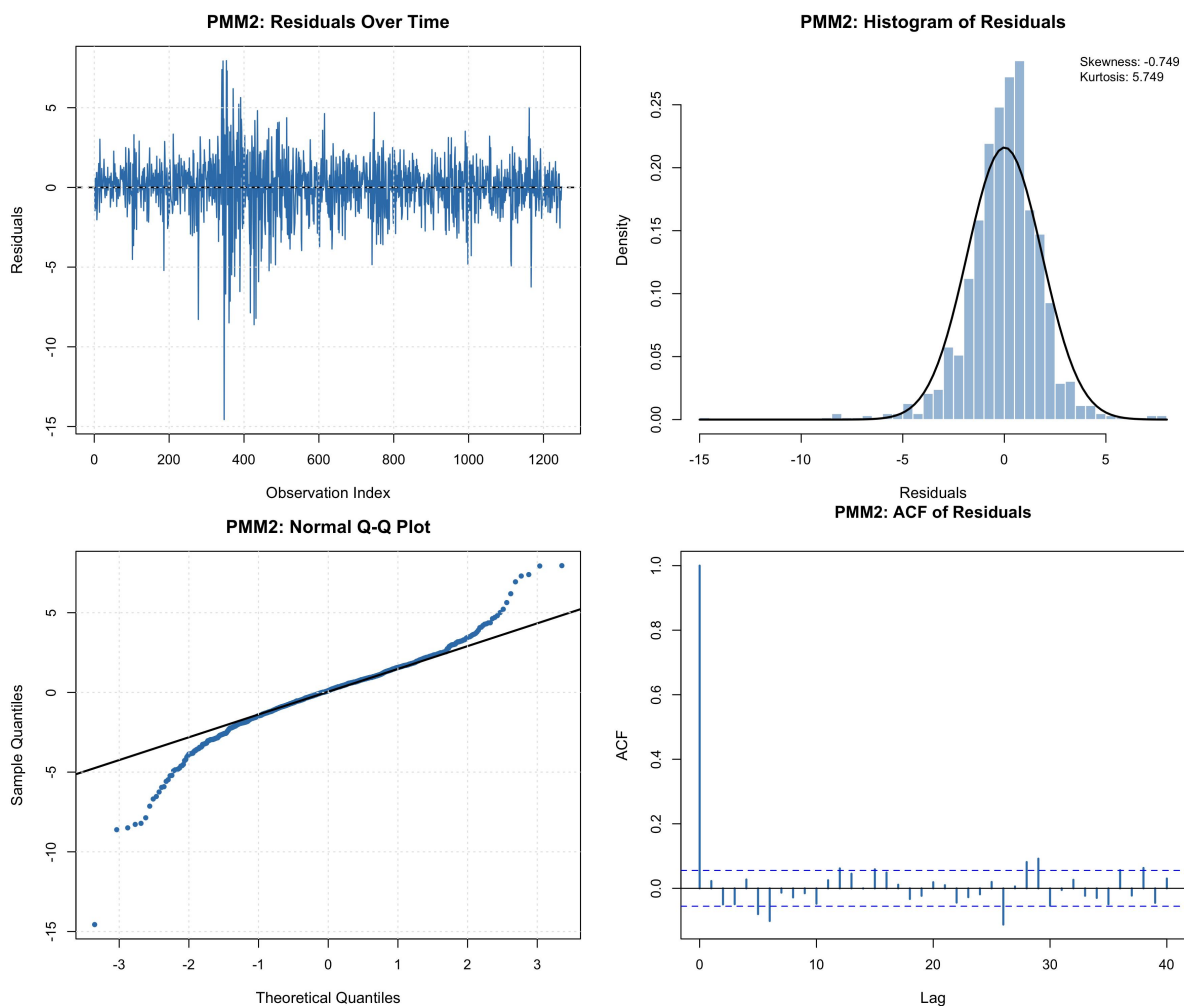 PMM2: Residuals Over Time
Residuals
5
0
-5
-10
-15
0 200 400 600 800 1000 1200
Observation Index
PMM2: Histogram of Residuals
Skewness: -0.749
Kurtosis: 5.749
Density
0.25
0.20
0.15
0.10
0.05
0.00
-15 -10 -5 0 5
Residuals
PMM2: Normal Q-Q Plot
Sample Quantiles
5
0
-5
-10
-15
-3 -2 -1 0 1 2 3
Theoretical Quantiles
PMM2: ACF of Residuals
ACF
1.0
0.8
0.6
0.4
0.2
0.0
0 10 20 30 40
Lag